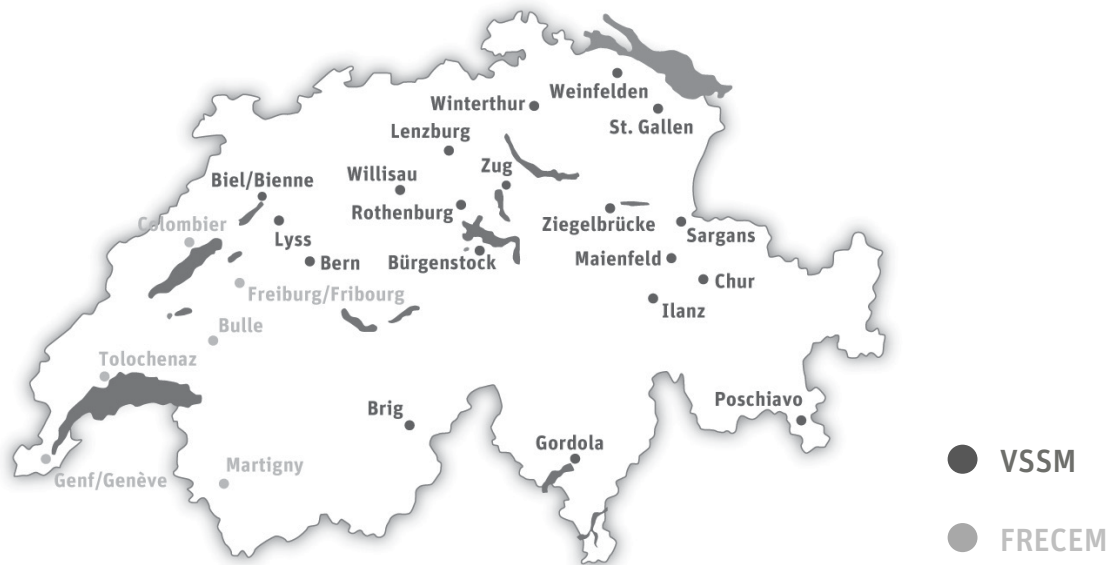 Weinfelden
Winterthur
St. Gallen
Lenzburg
Zug
Willisau
Biel/Bienne
Rothenburg
Ziegelbrücke
Colombier
Sargans
Lyss
Bern
Bürgenstock
Maienfeld
Chur
Freiburg/Fribourg
Ilanz
Bulle
Tolochenaz
Poschiavo
Brig
Gordola
VSSM
Martigny
Genf/Genève
FRECEM